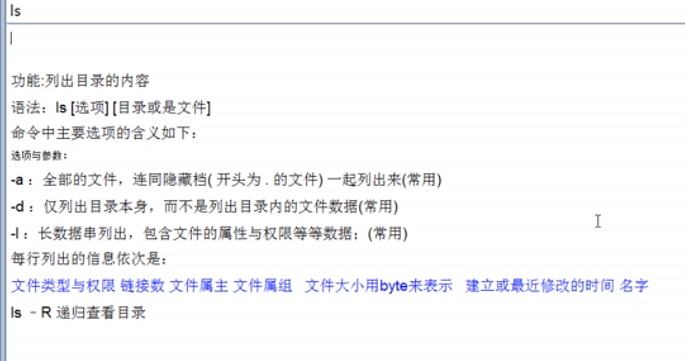 ls
功能:列出目录的内容
语法：ls [选项] [目录或是文件]
命令中主要选项的含义如下：
选项与参数：
-a ：全部的文件，连同隐藏档( 开头为 . 的文件) 一起列出来(常用)
-d ：仅列出目录本身，而不是列出目录内的文件数据(常用)
-l ：长数据串列出，包含文件的属性与权限等等数据；(常用)
每行列出的信息依次是：
文件类型与权限 链接数 文件属主 文件属组 文件大小用byte来表示 建立或最近修改的时间 名字
ls －R 递归查看目录